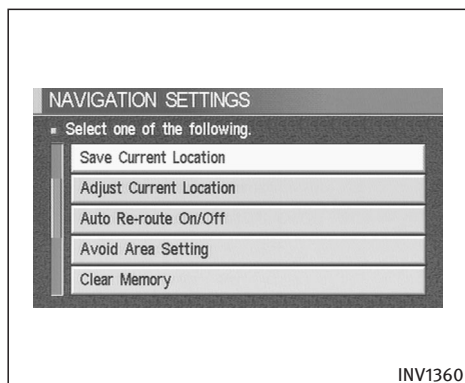 NAVIGATION SETTINGS
Select one of the following.
Save Current Location
Adjust Current Location
Auto Re-route On/Off
Avoid Area Setting
Clear Memory
INV1360